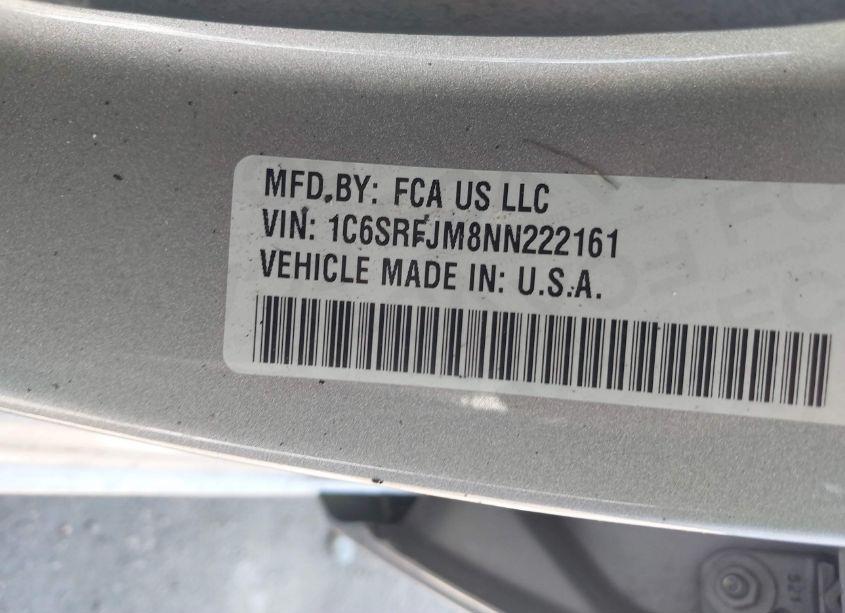 MFD.BY: FCA US LLC
VIN: 1C6SRFJM8NN222161
VEHICLE MADE IN: U.S.A.